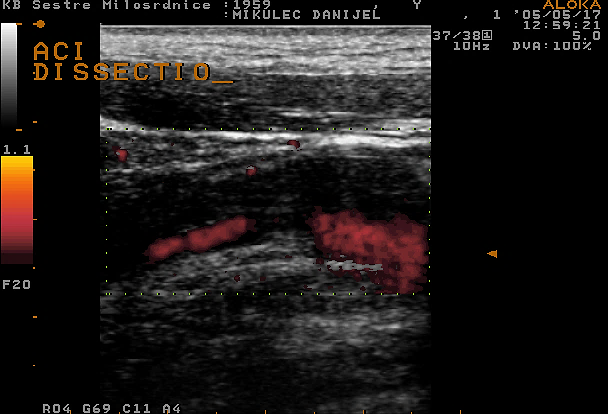 KB Sestre Milosrdnice :1959 , Y ALOKA
:MIKULEC DANIJEL , 1 '05/05/17
12:59:21
37/38 5.0
10Hz DVA:100%
ACI
DISSECTIO_
1.1
F20
R04 G69 C11 A4